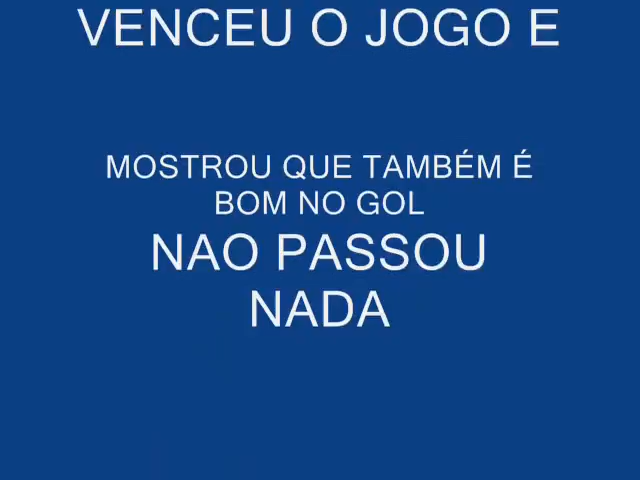 VENCEU O JOGO E
MOSTROU QUE TAMBÉM É
BOM NO GOL
NAO PASSOU
NADA